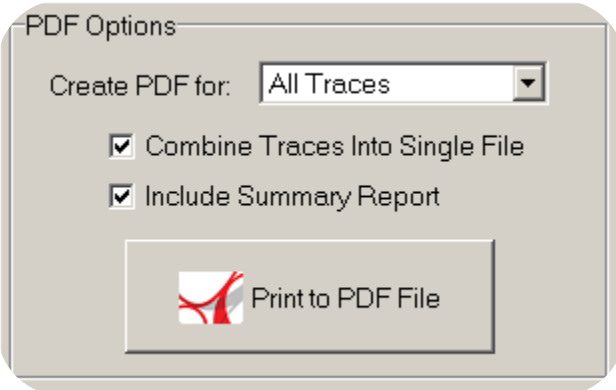 PDF Options
Create PDF for: All Traces
Combine Traces Into Single File
Include Summary Report
Print to PDF File